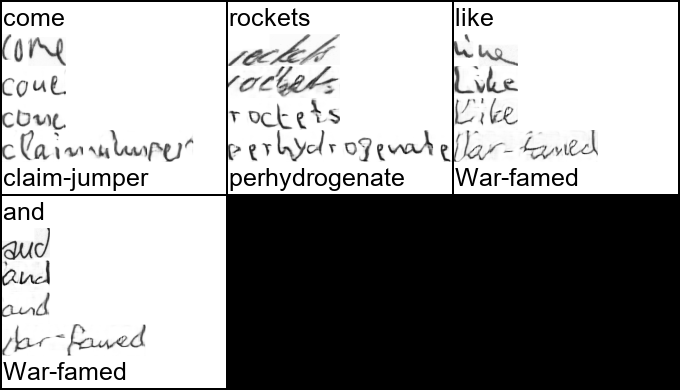 come
come
come
come
claim-jumper
claim-jumper
rockets
rockets
rockets
rockets
perhydrogenate
perhydrogenate
like
like
Like
Like
War-famed
War-famed
and
and
and
and
War-famed
War-famed